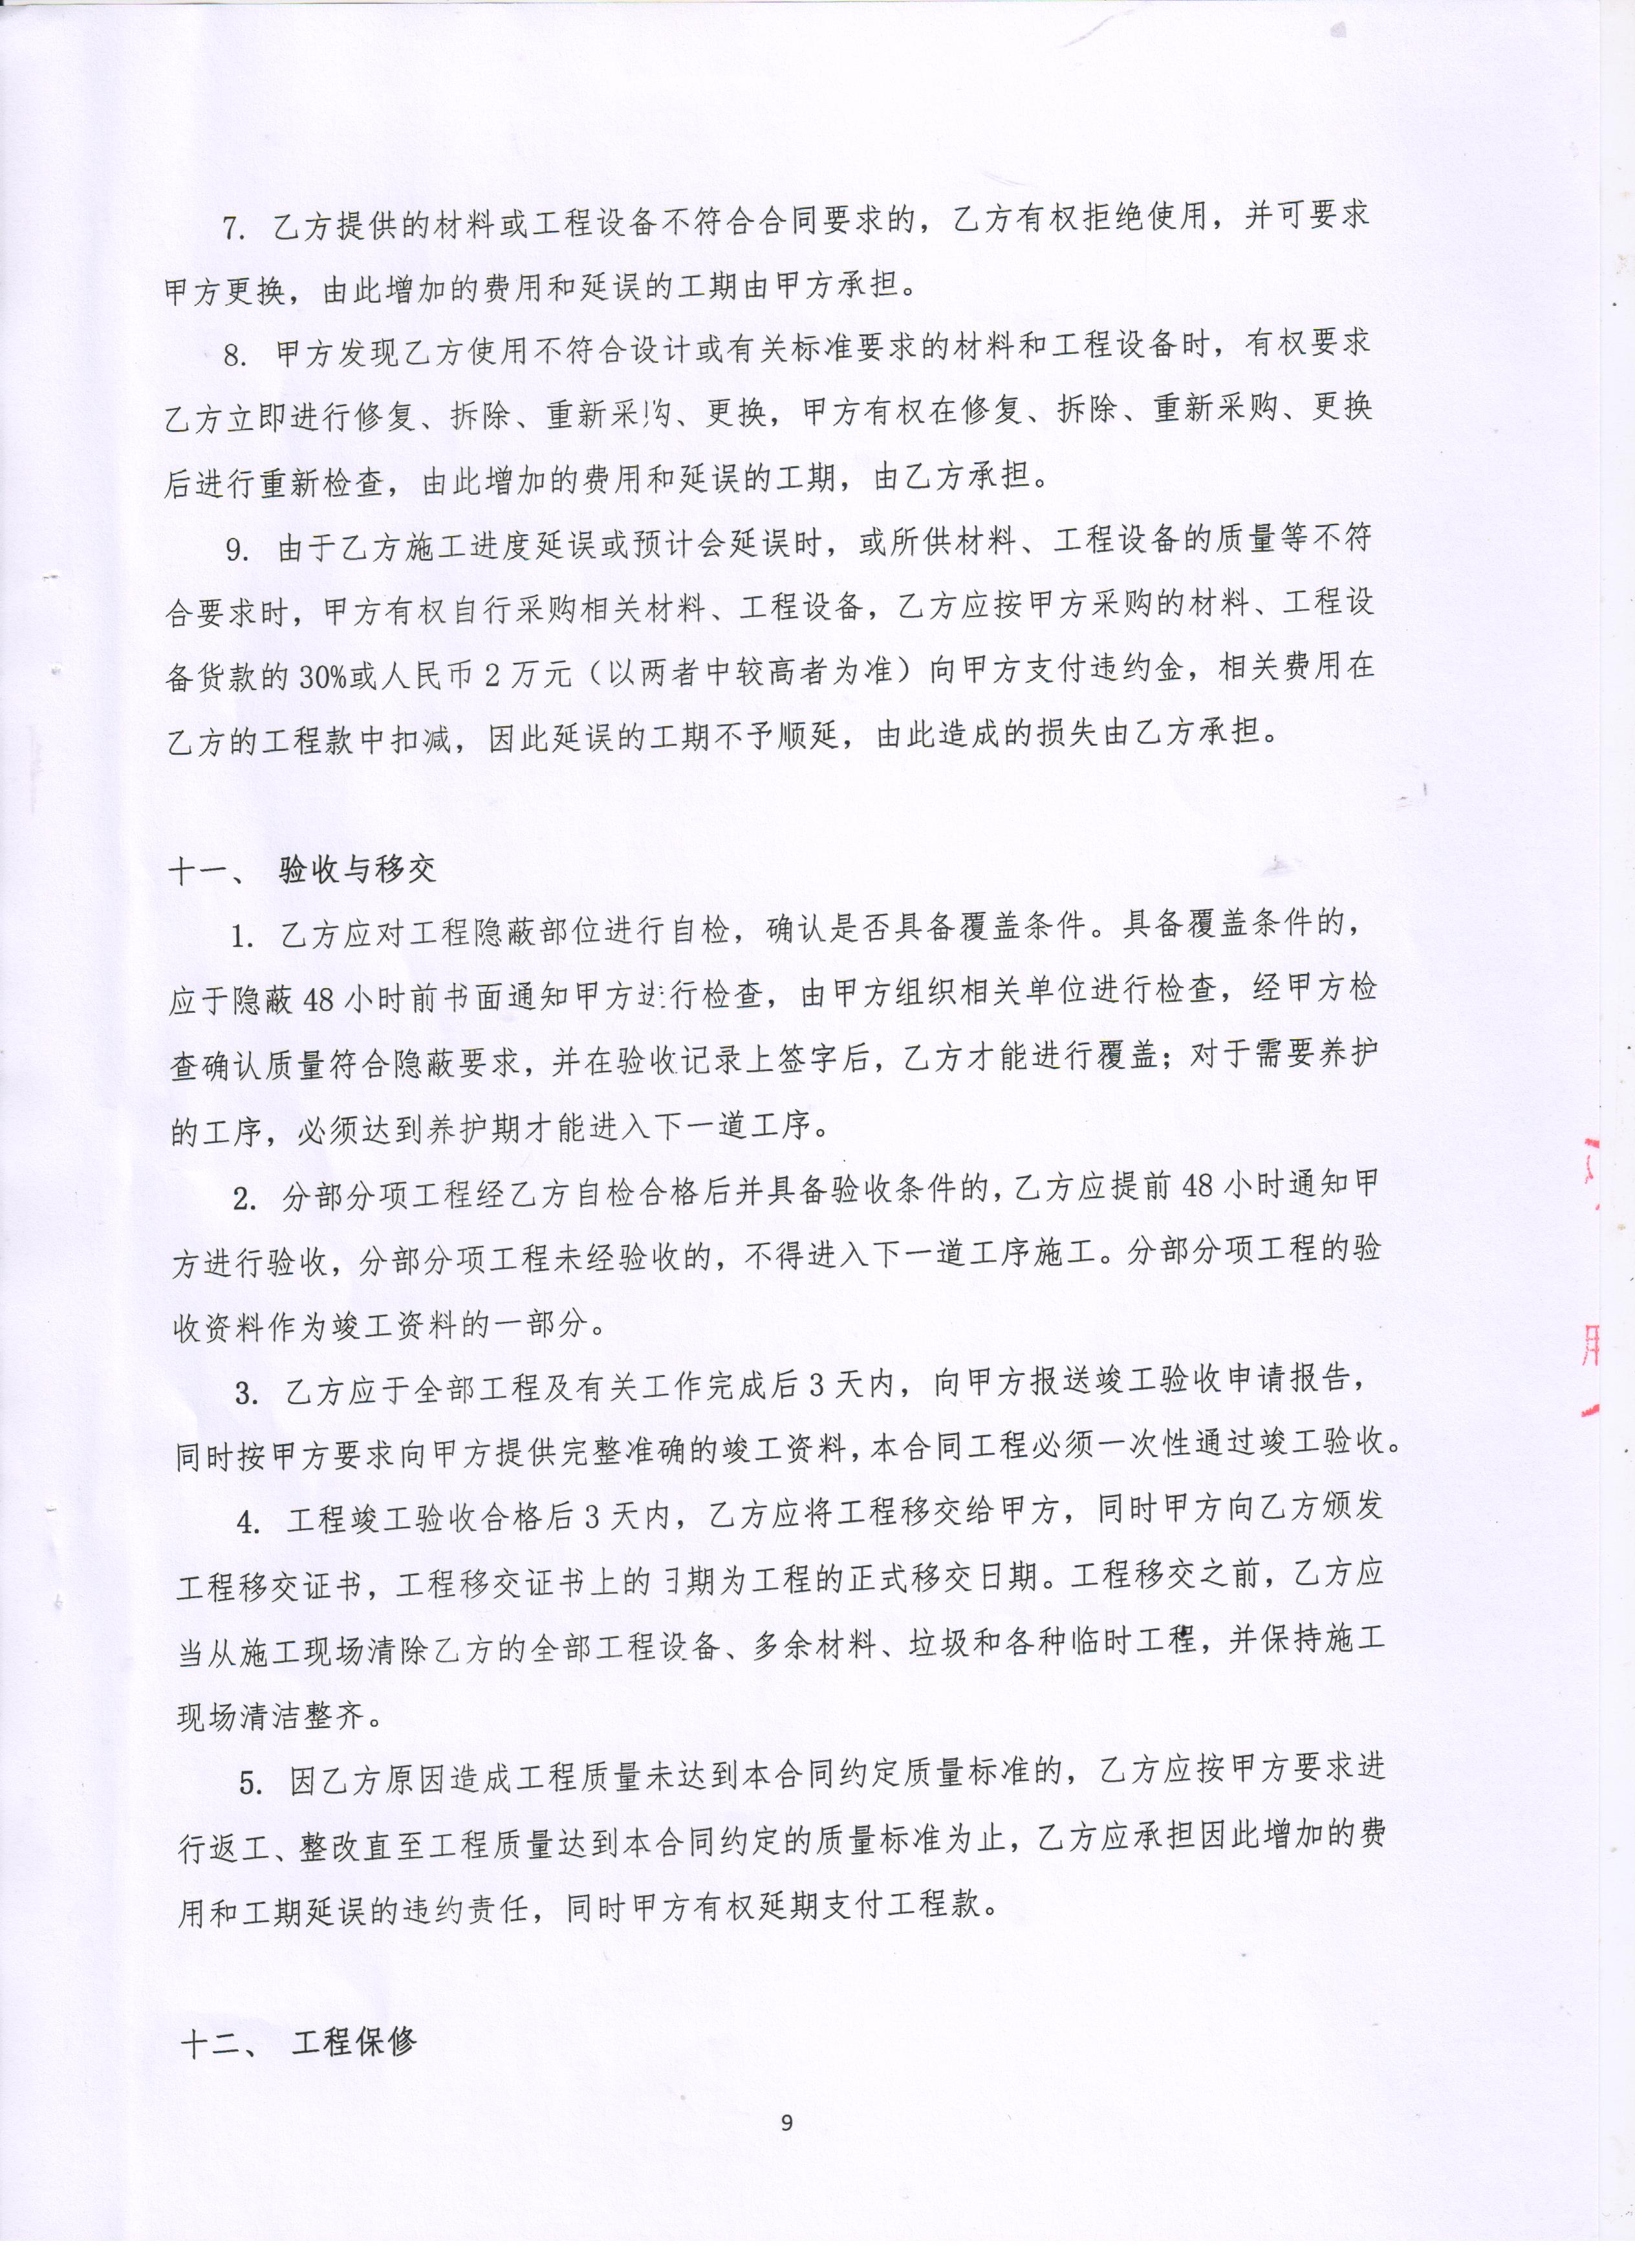 7. 乙方提供的材料或工程设备不符合合同要求的，乙方有权拒绝使用，并可要求
甲方更换，由此增加的费用和延误的工期由甲方承担。
8. 甲方发现乙方使用不符合设计或有关标准要求的材料和工程设备时，有权要求
乙方立即进行修复、拆除、重新采购、更换，甲方有权在修复、拆除、重新采购、更换
后进行重新检查，由此增加的费用和延误的工期，由乙方承担。
9. 由于乙方施工进度延误或预计会延误时，或所供材料、工程设备的质量等不符
合要求时，甲方有权自行采购相关材料、工程设备，乙方应按甲方采购的材料、工程设
备货款的 30%或人民币 2 万元（以两者中较高者为准）向甲方支付违约金，相关费用在
乙方的工程款中扣减，因此延误的工期不予顺延，由此造成的损失由乙方承担。
十一、 验收与移交
1. 乙方应对工程隐蔽部位进行自检，确认是否具备覆盖条件。具备覆盖条件的，
应于隐蔽 48 小时前书面通知甲方进行检查，由甲方组织相关单位进行检查，经甲方检
查确认质量符合隐蔽要求，并在验收记录上签字后，乙方才能进行覆盖；对于需要养护
的工序，必须达到养护期才能进入下一道工序。
2. 分部分项工程经乙方自检合格后并具备验收条件的，乙方应提前 48 小时通知甲
方进行验收，分部分项工程未经验收的，不得进入下一道工序施工。分部分项工程的验
收资料作为竣工资料的一部分。
3. 乙方应于全部工程及有关工作完成后 3 天内，向甲方报送竣工验收申请报告，
同时按甲方要求向甲方提供完整准确的竣工资料，本合同工程必须一次性通过竣工验收。
4. 工程竣工验收合格后 3 天内，乙方应将工程移交给甲方，同时甲方向乙方颁发
工程移交证书，工程移交证书上的日期为工程的正式移交日期。工程移交之前，乙方应
当从施工现场清除乙方的全部工程设备、多余材料、垃圾和各种临时工程，并保持施工
现场清洁整齐。
5. 因乙方原因造成工程质量未达到本合同约定质量标准的，乙方应按甲方要求进
行返工、整改直至工程质量达到本合同约定的质量标准为止，乙方应承担因此增加的费
用和工期延误的违约责任，同时甲方有权延期支付工程款。
十二、 工程保修
9